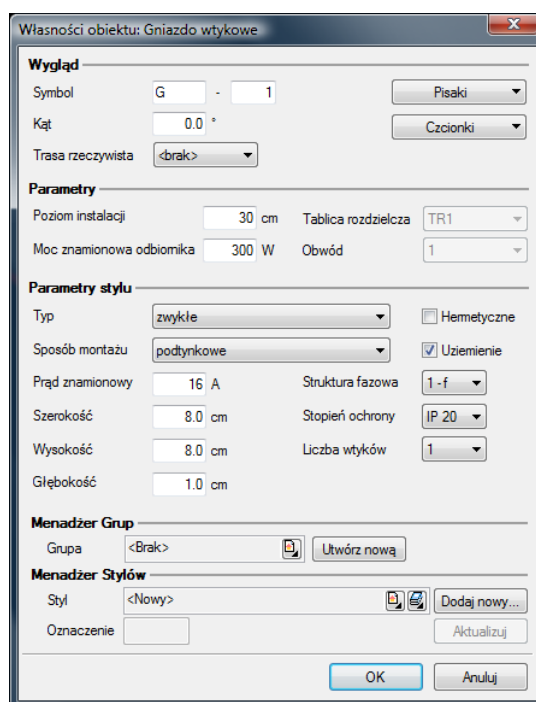 Własności obiektu: Gniazdo wtykowe
Wygląd
Symbol G - 1 Pisaki
Kąt 0.0 ° Czcionki
Trasa rzeczywista <brak>
Parametry
Poziom instalacji 30 cm Tablica rozdzielcza TR1
Moc znamionowa odbiornika 300 W Obwód 1
Parametry stylu
Typ zwykłe Hermetyczne
Sposób montażu podtynkowe Uziemienie
Prąd znamionowy 16 A Struktura fazowa 1-f
Szerokość 8.0 cm Stopień ochrony IP 20
Wysokość 8.0 cm Liczba wtyków 1
Głębokość 1.0 cm
Menadżer Grup
Grupa <Brak> Utwórz nową
Menadżer Stylów
Styl <Nowy> Dodaj nowy...
Oznaczenie Aktualizuj
OK Anuluj